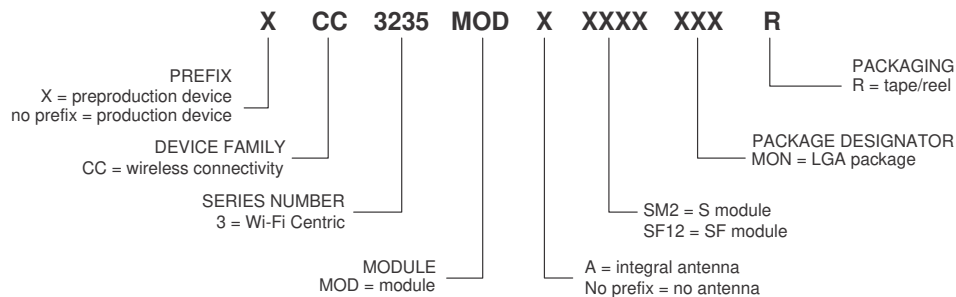 X CC 3235 MOD X XXXX XXX R
PREFIX
X = preproduction device
no prefix = production device
DEVICE FAMILY
CC = wireless connectivity
SERIES NUMBER
3 = Wi-Fi Centric
MODULE
MOD = module
PACKAGING
R = tape/reel
PACKAGE DESIGNATOR
MON = LGA package
SM2 = S module
SF12 = SF module
A = integral antenna
No prefix = no antenna